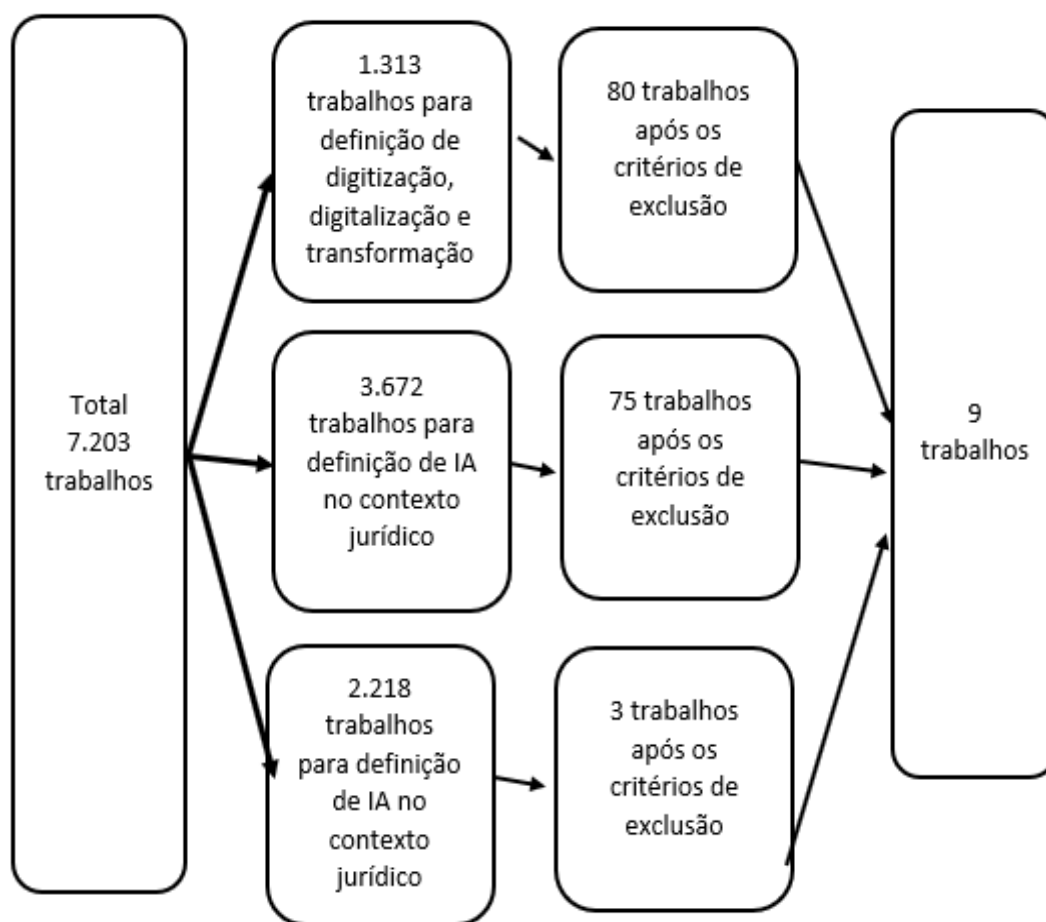 Total
7.203
trabalhos
1.313
trabalhos para
definição de
digitização,
digitalização e
transformação
80 trabalhos
após os
critérios de
exclusão
3.672
trabalhos para
definição de IA
no contexto
jurídico
75 trabalhos
após os
critérios de
exclusão
2.218
trabalhos
para definição
de IA no
contexto
jurídico
3 trabalhos
após os
critérios de
exclusão
9
trabalhos